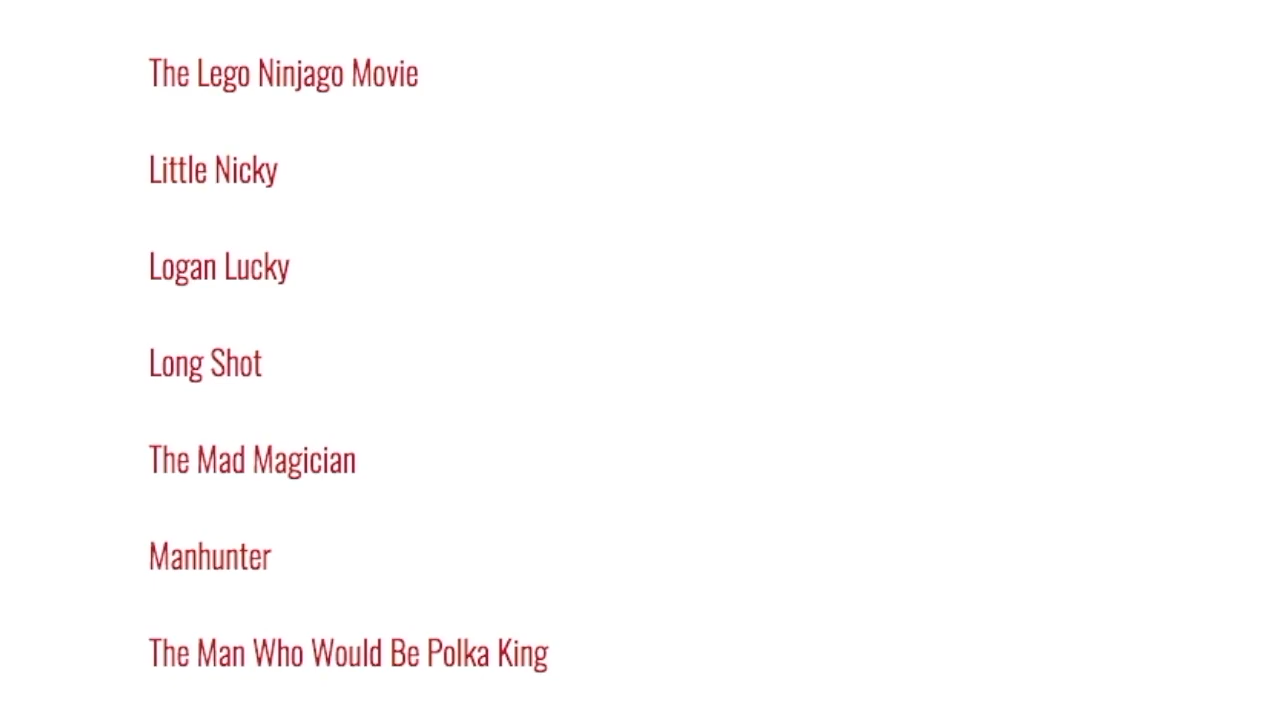 The Lego Ninjago Movie
Little Nicky
Logan Lucky
Long Shot
The Mad Magician
Manhunter
The Man Who Would Be Polka King